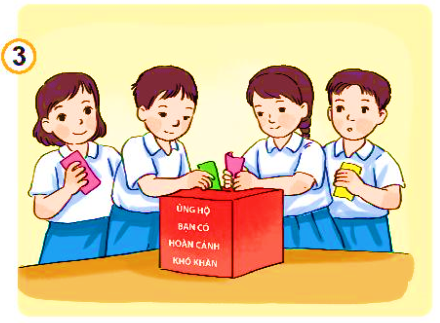 3
ỦNG HỘ
BẠN CÓ
HOÀN CẢNH
KHÓ KHĂN